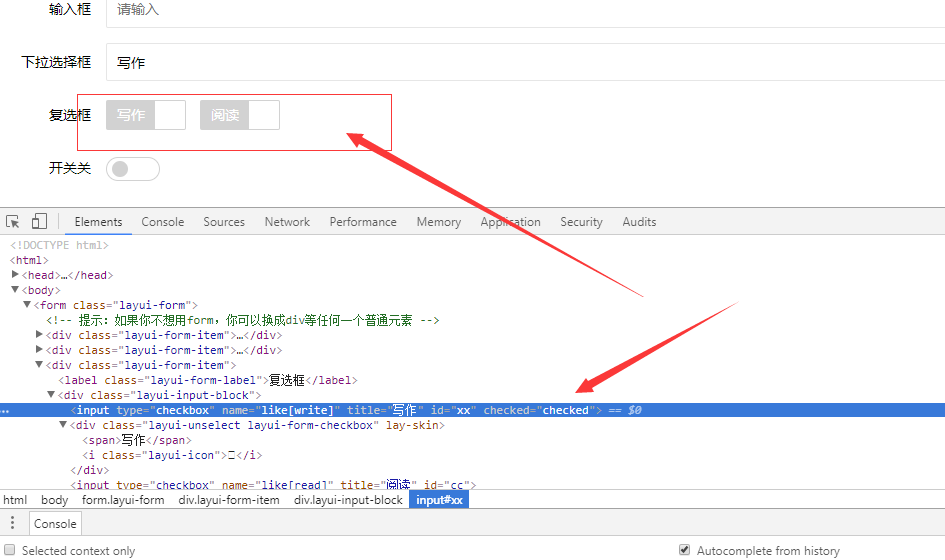 输入框 请输入
下拉选择框 写作
复选框 写作 阅读
开关关
Elements Console Sources Network Performance Memory Application Security Audits
<!DOCTYPE html>
<html>
<head>…</head>
<body>
<form class="layui-form">
<!-- 提示：如果你不想用form，你可以换成div等任何一个普通元素 -->
<div class="layui-form-item">…</div>
<div class="layui-form-item">…</div>
<div class="layui-form-item">
<label class="layui-form-label">复选框</label>
<div class="layui-input-block">
… <input type="checkbox" name="like[write]" title="写作" id="xx" checked="checked"> == $0
<div class="layui-unselect layui-form-checkbox" lay-skin>
<span>写作</span>
<i class="layui-icon"></i>
</div>
<input type="checkbox" name="like[read]" title="阅读" id="cc">
html body form.layui-form div.layui-form-item div.layui-input-block input#xx
Console
Selected context only Autocomplete from history